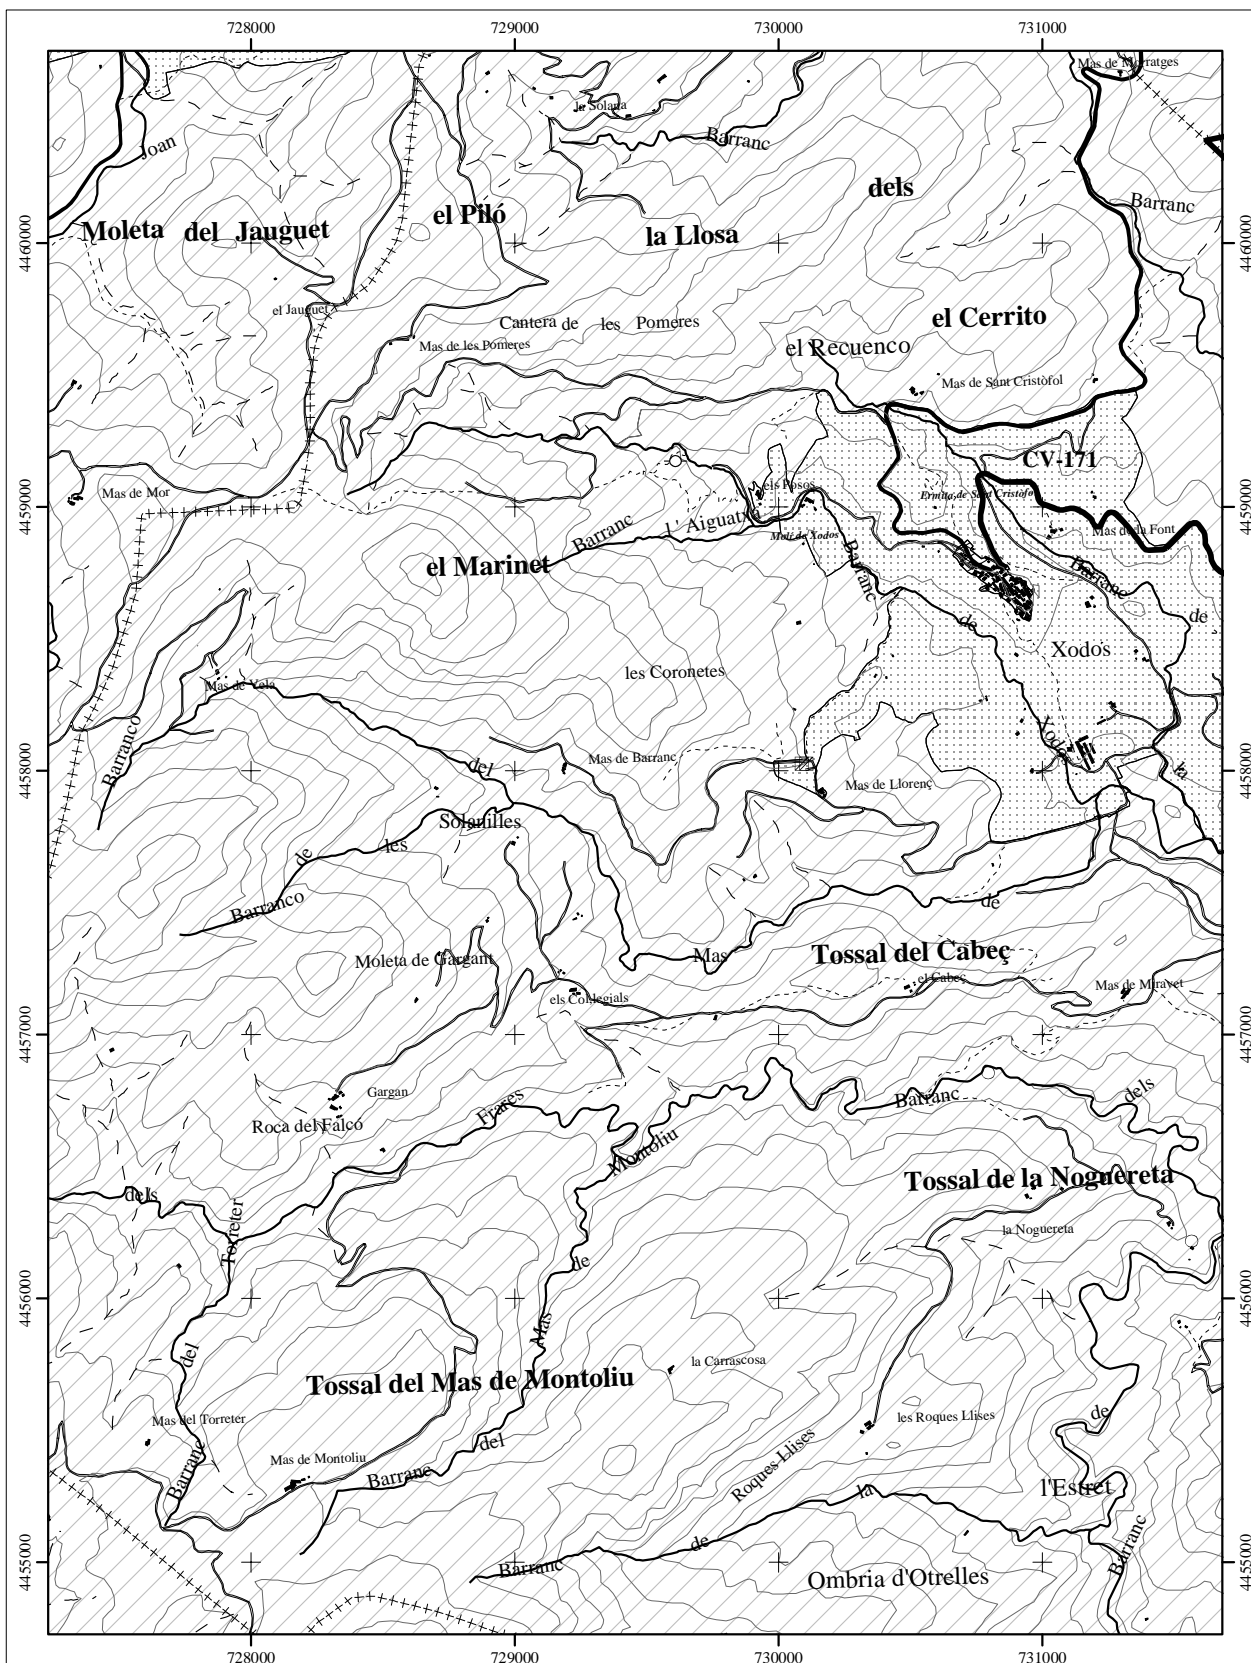 728000 729000 730000 731000
Mas de Morratges
la Solana
Joan
Barranc
dels
Barranc
Moleta del Jauguet
el Piló
la Llosa
4460000
4460000
el Jauguet
Cantera de les Pomeres
el Cerrito
Mas de les Pomeres
el Recuenco
Mas de Sant Cristòfol
CV-171
Mas de Mor
els Posos
Ermita de Sant Cristòfo
4459000
4459000
Barranc
l' Aiguatxa
Molí de Xodos
Mas de la Font
el Marinet
Barranc
Barranc
de
de
les Coronetes
Xodos
Mas de Vela
Xodos
Barranco
del
Mas de Barranc
Mas de Llorenç
la
4458000
4458000
Solanilles
les
de
Barranco
de
Mas
Moleta de Gargant
Tossal del Cabeç
els Col.legials
el Cabeç
Mas de Miravet
4457000
4457000
Gargan
Frares
Barranc
dels
Roca del Falcó
Montoliu
Tossal de la Noguereta
dels
Torreter
la Noguereta
de
4456000
4456000
Mas
del
la Carrascosa
Tossal del Mas de Montoliu
Mas del Torreter
les Roques Llises
de
del
Mas de Montoliu
Barranc
Barranc
Roques Llises
la
l'Estret
de
Barranc
Barranc
Ombria d'Otrelles
4455000
4455000
728000 729000 730000 731000